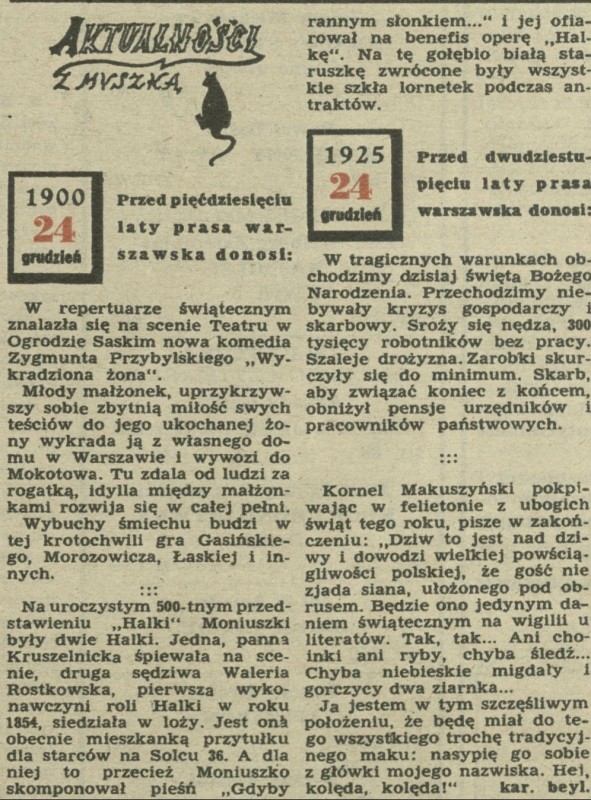 AKTUALNOŚCI
Z MYSZKĄ
1900
24
grudzień
Przed pięćdziesięciu
laty prasa war-
szawska donosi:
W repertuarze świątecznym
znalazła się na scenie Teatru w
Ogrodzie Saskim nowa komedia
Zygmunta Przybylskiego „Wy-
kradziona żona“.
Młody małżonek, uprzykrzyw-
szy sobie zbytnią miłość swych
teściów do jego ukochanej żo-
ny wykrada ją z własnego do-
mu w Warszawie i wywozi do
Mokotowa. Tu zdala od ludzi za
rogatką, idylla między małżon-
kami rozwija się w całej pełni.
Wybuchy śmiechu budzi w
tej krotochwili gra Gasińskie-
go, Morozowicza, Łaskiej i in-
nych.
:::
Na uroczystym 500-tnym przed-
stawieniu „Halki“ Moniuszki
były dwie Halki. Jedna, panna
Kruszelnicka śpiewała na sce-
nie, druga sędziwa Waleria
Rostkowska, pierwsza wyko-
nawczyni roli Halki w roku
1854, siedziała w loży. Jest ona
obecnie mieszkanką przytułku
dla starców na Solcu 36. A dla
niej to przecież Moniuszko
skomponował pieśń „Gdyby
rannym słonkiem...“ i jej ofia-
rował na benefis operę „Hal-
kę“. Na tę gołębio białą sta-
ruszkę zwrócone były wszyst-
kie szkła lornetek podczas an-
traktów.
1925
24
grudzień
Przed dwudziestu-
pięciu laty prasa
warszawska donosi:
W tragicznych warunkach ob-
chodzimy dzisiaj święta Bożego
Narodzenia. Przechodzimy nie-
bywały kryzys gospodarczy i
skarbowy. Sroży się nędza, 300
tysięcy robotników bez pracy.
Szaleje drożyzna. Zarobki skur-
czyły się do minimum. Skarb,
aby związać koniec z końcem,
obniżył pensje urzędników i
pracowników państwowych.
:::
Kornel Makuszyński pokpi-
wając w felietonie z ubogich
świąt tego roku, pisze w zakoń-
czeniu: „Dziw to jest nad dzi-
wy i dowodzi wielkiej powścią-
gliwości polskiej, że gość nie
zjada siana, ułożonego pod ob-
rusem. Będzie ono jedynym da-
niem świątecznym na wigilii u
literatów. Tak, tak... Ani cho-
inki ani ryby, chyba śledź...
Chyba niebieskie migdały i
gorczycy dwa ziarnka...
Ja jestem w tym szczęśliwym
położeniu, że będę miał do te-
go wszystkiego trochę tradycyj-
nego maku: nasypię go sobie
z główki mojego nazwiska. Hej,
kolęda, kolęda!“ kar. beyl.